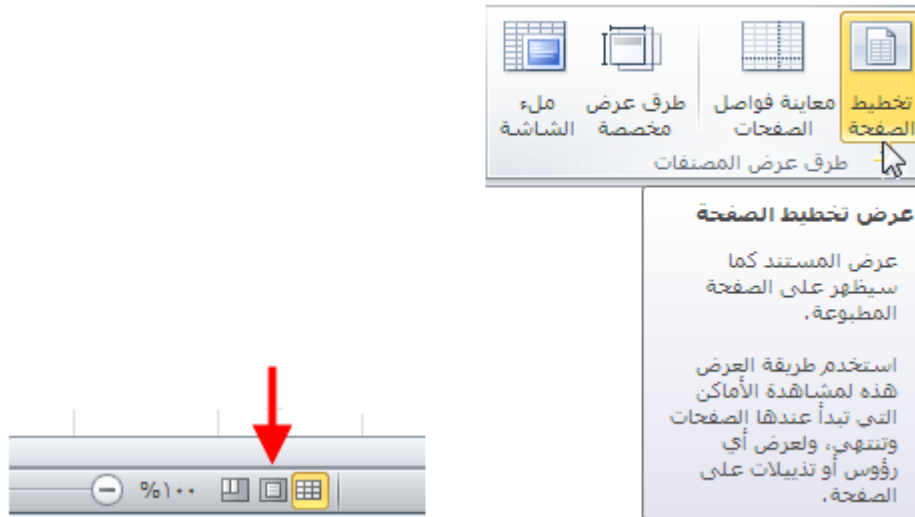 تخطيط الصفحة
معاينة فواصل الصفحات
طرق عرض مخصصة
ملء الشاشة
طرق عرض المصنفات
عرض تخطيط الصفحة
عرض المستند كما
سيظهر على الصفحة
المطبوعة.
استخدم طريقة العرض
هذه لمشاهدة الأماكن
التي تبدأ عندها الصفحات
وتنتهي، ولعرض أي
رؤوس أو تذييلات على
الصفحة.
%١٠٠